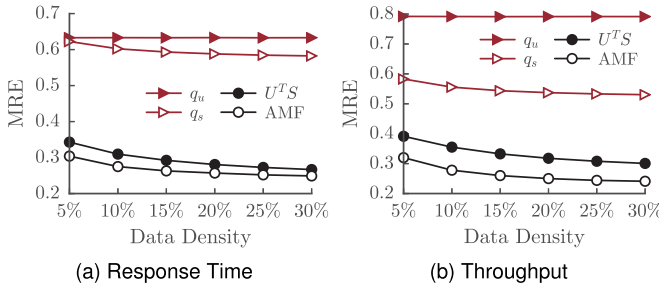 0.7
0.6
0.5
0.4
0.3
0.2
MRE
q_u
q_s
U^T S
AMF
5% 10% 15% 20% 25% 30%
Data Density
(a) Response Time
0.8
0.7
0.6
0.5
0.4
0.3
0.2
MRE
q_u
q_s
U^T S
AMF
5% 10% 15% 20% 25% 30%
Data Density
(b) Throughput